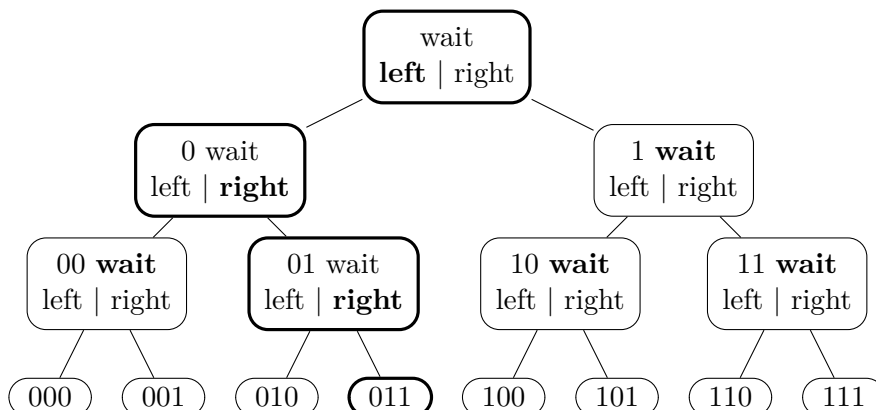 wait
left | right
0 wait
left | right
1 wait
left | right
00 wait
left | right
01 wait
left | right
10 wait
left | right
11 wait
left | right
000
001
010
011
100
101
110
111